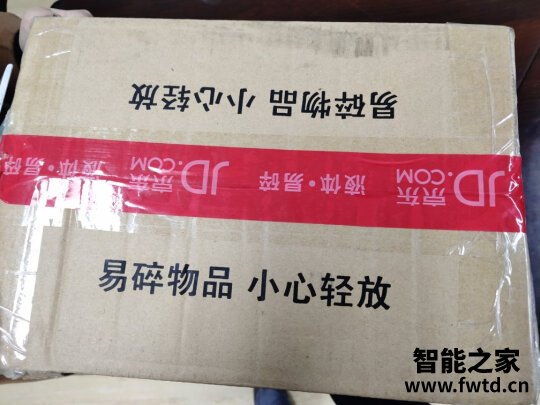 易碎物品 小心轻放
JD.COM 京东 液体·易碎 JD.COM 京东 液体·易碎
易碎物品 小心轻放
智能之家
www.fwtd.cn